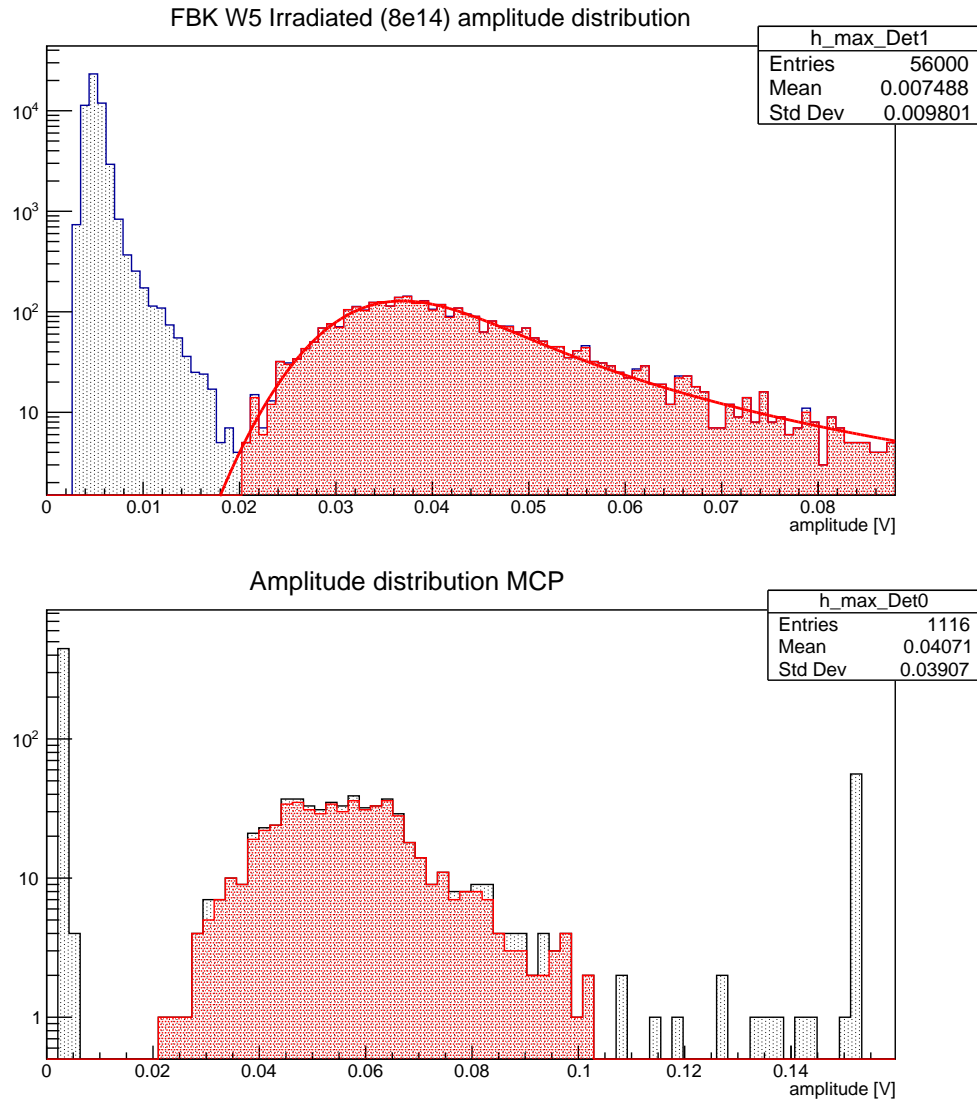 FBK W5 Irradiated (8e14) amplitude distribution
h_max_Det1
Entries 56000
Mean 0.007488
Std Dev 0.009801
10^4
10^3
10^2
10
0 0.01 0.02 0.03 0.04 0.05 0.06 0.07 0.08
amplitude [V]
Amplitude distribution MCP
h_max_Det0
Entries 1116
Mean 0.04071
Std Dev 0.03907
10^2
10
1
0 0.02 0.04 0.06 0.08 0.1 0.12 0.14
amplitude [V]